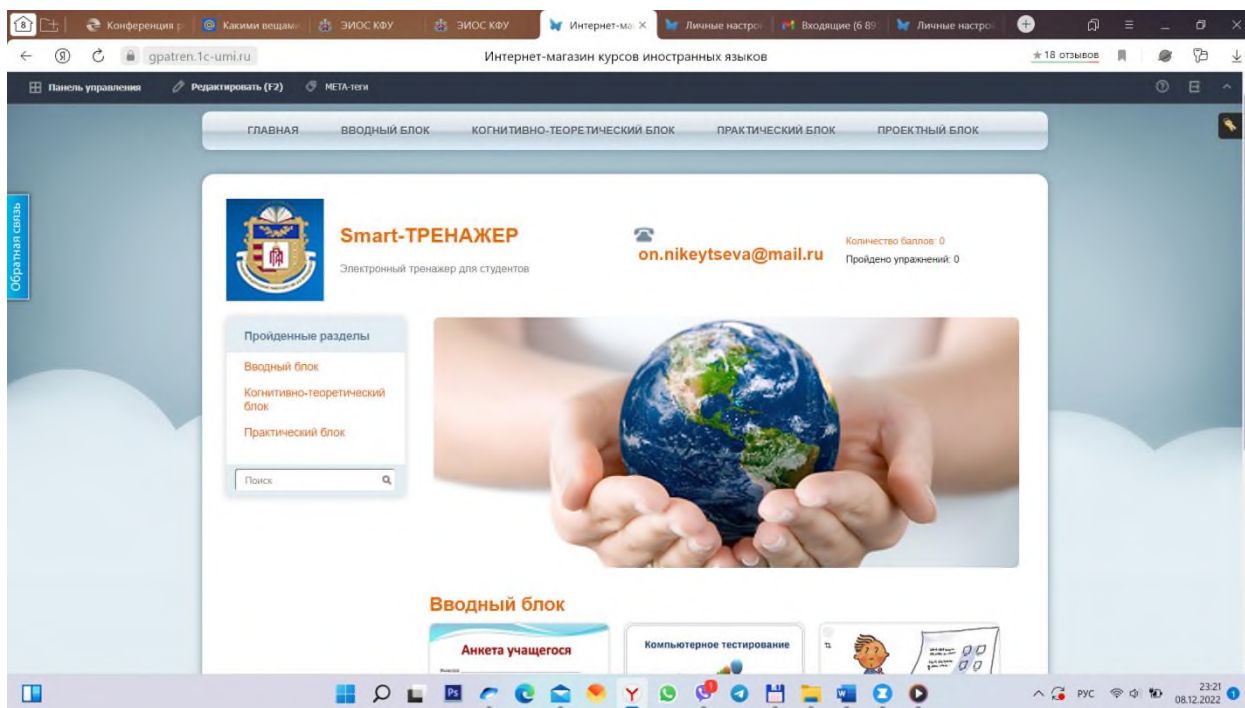 8
Конференция р
Какими вещами
ЭИОС КФУ
ЭИОС КФУ
Интернет-ма
Личные настро
Входящие (6 89
Личные настро
gpatren.1c-umi.ru
Интернет-магазин курсов иностранных языков
18 отзывов
Панель управления
Редактировать (F2)
META-теги
ГЛАВНАЯ
ВВОДНЫЙ БЛОК
КОГНИТИВНО-ТЕОРЕТИЧЕСКИЙ БЛОК
ПРАКТИЧЕСКИЙ БЛОК
ПРОЕКТНЫЙ БЛОК
Обратная связь
Smart-ТРЕНАЖЕР
Электронный тренажер для студентов
on.nikeytseva@mail.ru
Количество баллов: 0
Пройдено упражнений: 0
Пройденные разделы
Вводный блок
Когнитивно-теоретический
блок
Практический блок
Поиск
Вводный блок
Анкета учащегося
Компьютерное тестирование
РУС
23:21
08.12.2022